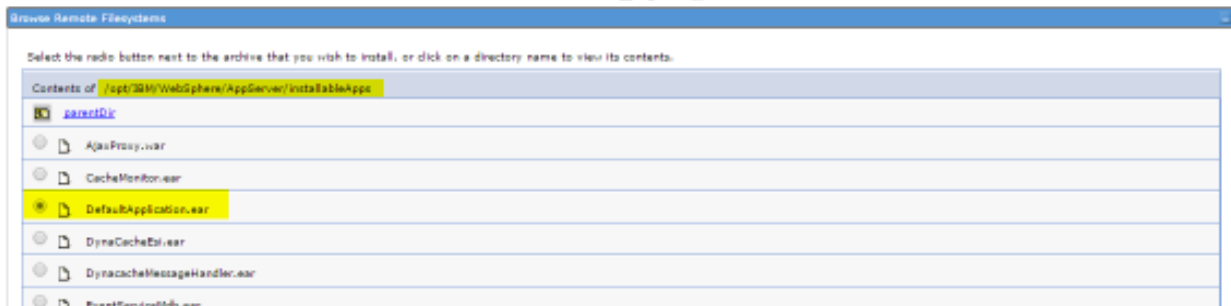 Browse Remote Filesystems
Select the radio button next to the archive that you wish to install, or click on a directory name to view its contents.
Contents of /opt/IBM/WebSphere/AppServer/installableApps
parentDir
AjaxProxy.war
CacheMonitor.ear
DefaultApplication.ear
DynaCacheEsi.ear
DynacacheMessageHandler.ear